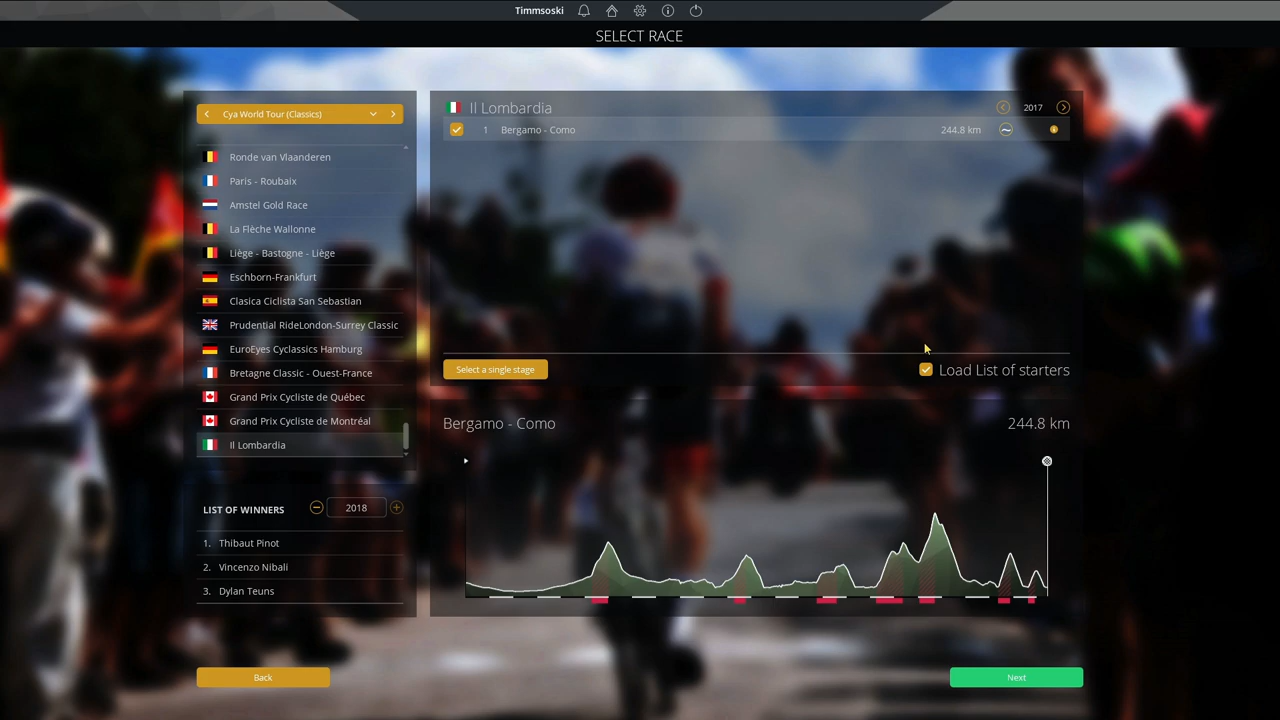 Timmsoski
SELECT RACE
Cya World Tour (Classics)
Ronde van Vlaanderen
Paris - Roubaix
Amstel Gold Race
La Flèche Wallonne
Liège - Bastogne - Liège
Eschborn-Frankfurt
Clasica Ciclista San Sebastian
Prudential RideLondon-Surrey Classic
EuroEyes Cyclassics Hamburg
Bretagne Classic - Ouest-France
Grand Prix Cycliste de Québec
Grand Prix Cycliste de Montréal
Il Lombardia
LIST OF WINNERS 2018
1. Thibaut Pinot
2. Vincenzo Nibali
3. Dylan Teuns
Back
Il Lombardia 2017
1 Bergamo - Como 244.8 km
Select a single stage
Load List of starters
Bergamo - Como 244.8 km
Next